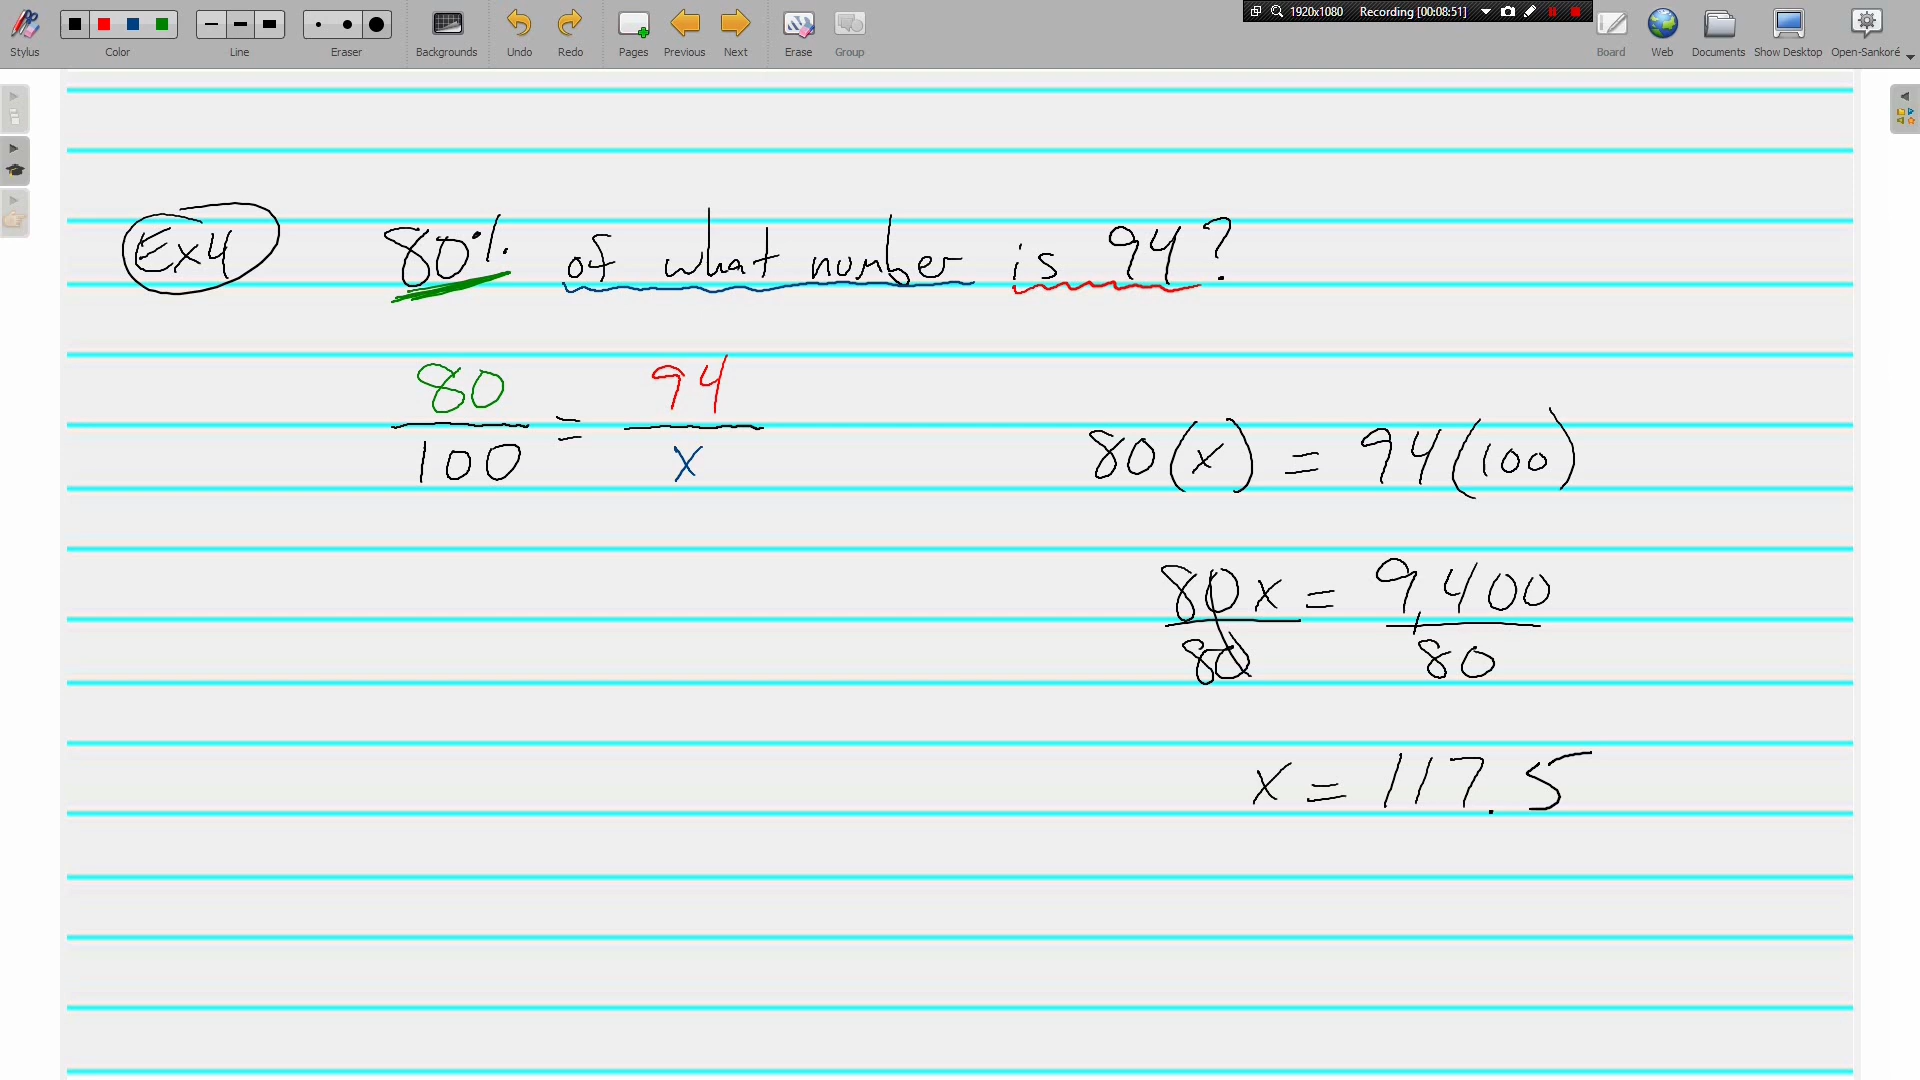 1920x1080 Recording [00:08:51]
Stylus Color Line Eraser Backgrounds Undo Redo Pages Previous Next Erase Group Board Web Documents Show Desktop Open-Sankoré
Ex4 80% of what number is 94?
80/100 = 94/x
80(x) = 94(100)
80x = 9,400
80 80
x = 117.5